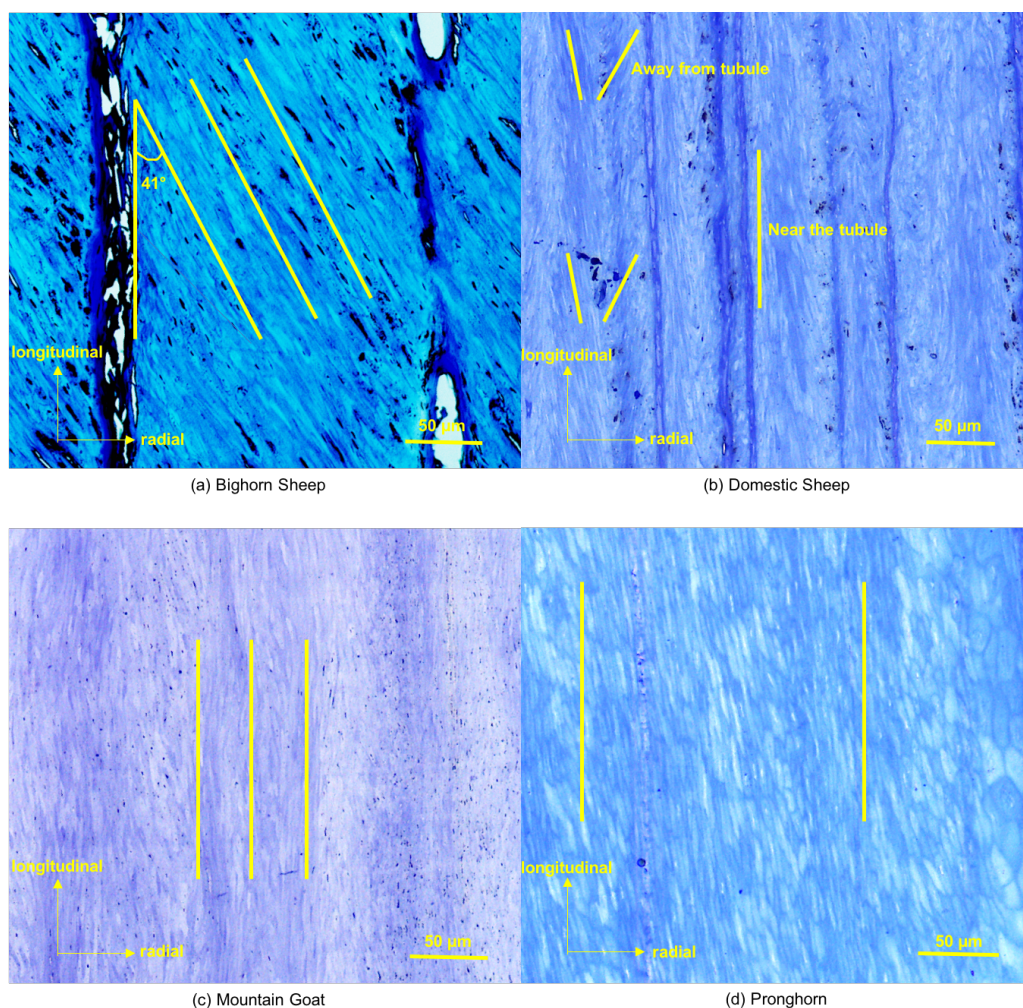 41°
longitudinal
radial
50 µm
(a) Bighorn Sheep
Away from tubule
Near the tubule
longitudinal
radial
50 µm
(b) Domestic Sheep
longitudinal
radial
50 µm
(c) Mountain Goat
longitudinal
radial
50 µm
(d) Pronghorn